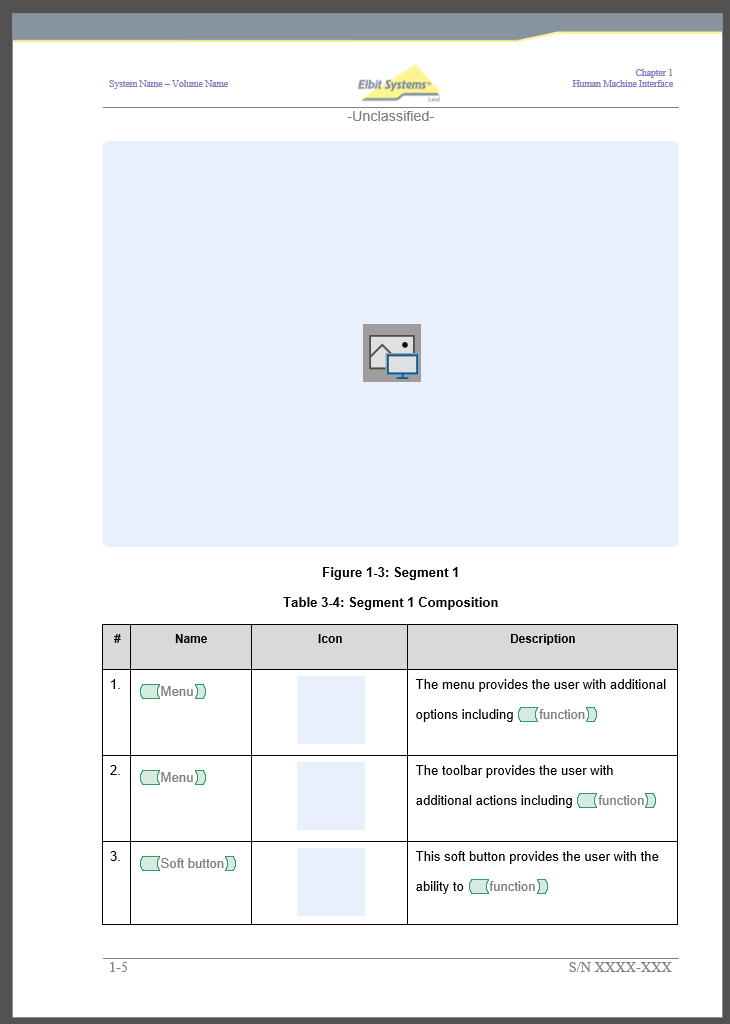 System Name – Volume Name
Elbit Systems™
Land
Chapter 1
Human Machine Interface
-Unclassified-
Figure 1-3: Segment 1
Table 3-4: Segment 1 Composition
# Name Icon Description
1. Menu The menu provides the user with additional
options including function
2. Menu The toolbar provides the user with
additional actions including function
3. Soft button This soft button provides the user with the
ability to function
1-5 S/N XXXX-XXX